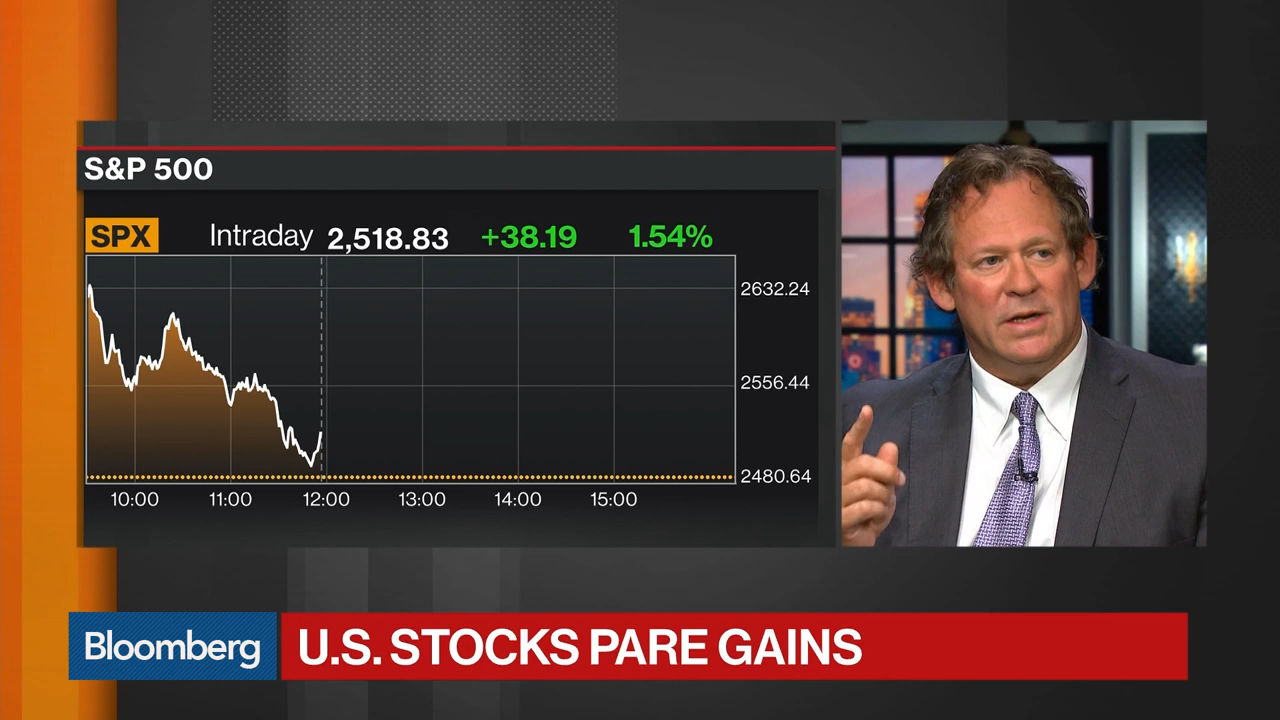 S&P 500
SPX Intraday 2,518.83 +38.19 1.54%
2632.24
2556.44
2480.64
10:00 11:00 12:00 13:00 14:00 15:00
Bloomberg U.S. STOCKS PARE GAINS